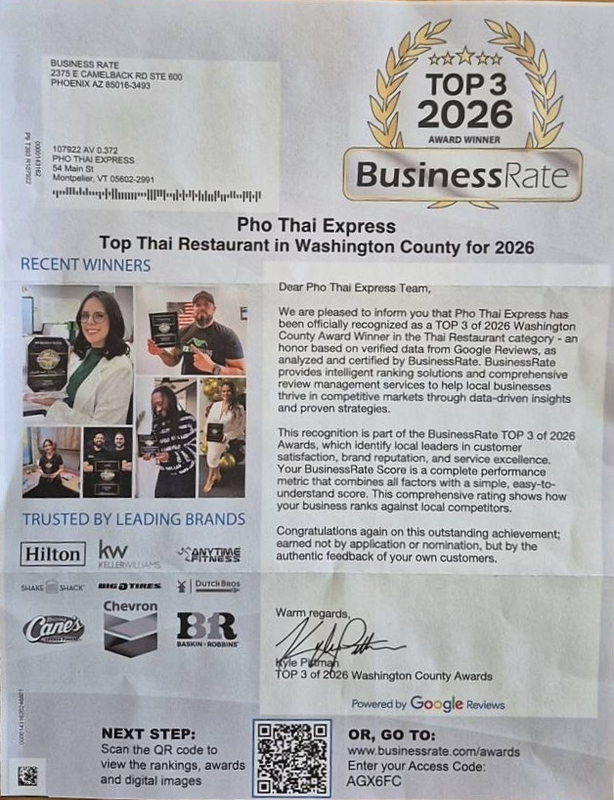 BUSINESS RATE
2375 E CAMELBACK RD STE 600
PHOENIX AZ 85016-3493
107922 AV 0.372
PHO THAI EXPRESS
54 Main St
Montpelier, VT 05602-2991
TOP 3
2026
AWARD WINNER
BusinessRate
Pho Thai Express
Top Thai Restaurant in Washington County for 2026
RECENT WINNERS
Dear Pho Thai Express Team,
We are pleased to inform you that Pho Thai Express has
been officially recognized as a TOP 3 of 2026 Washington
County Award Winner in the Thai Restaurant category - an
honor based on verified data from Google Reviews, as
analyzed and certified by BusinessRate. BusinessRate
provides intelligent ranking solutions and comprehensive
review management services to help local businesses
thrive in competitive markets through data-driven insights
and proven strategies.
This recognition is part of the BusinessRate TOP 3 of 2026
Awards, which identify local leaders in customer
satisfaction, brand reputation, and service excellence.
Your BusinessRate Score is a complete performance
metric that combines all factors with a simple, easy-to-
understand score. This comprehensive rating shows how
your business ranks against local competitors.
Congratulations again on this outstanding achievement;
earned not by application or nomination, but by the
authentic feedback of your own customers.
TRUSTED BY LEADING BRANDS
Hilton
kw
KELLERWILLIAMS.
ANYTIME
FITNESS
SHAKE SHACK
BIG O TIRES
DUTCH BROS
Raising
Cane's
CHICKEN FINGERS
Chevron
BR
BASKIN-ROBBINS
Warm regards,
Kyle Pittman
TOP 3 of 2026 Washington County Awards
Powered by Google Reviews
NEXT STEP:
Scan the QR code to
view the rankings, awards
and digital images
OR, GO TO:
www.businessrate.com/awards
Enter your Access Code:
AGX6FC